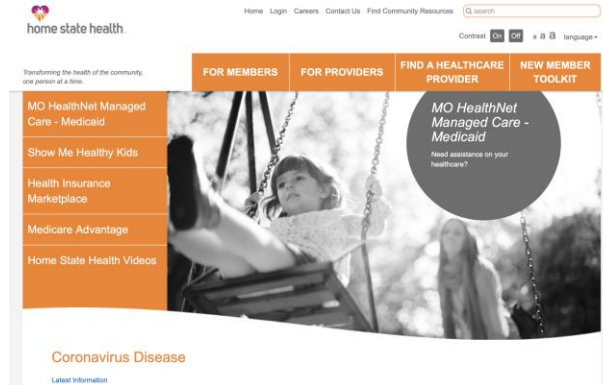 Home Login Careers Contact Us Find Community Resources search
home state health.
Contrast On Off a a a language
Transforming the health of the community,
one person at a time.
FOR MEMBERS
FOR PROVIDERS
FIND A HEALTHCARE
PROVIDER
NEW MEMBER
TOOLKIT
MO HealthNet Managed
Care - Medicaid
Show Me Healthy Kids
Health Insurance
Marketplace
Medicare Advantage
Home State Health Videos
MO HealthNet
Managed Care -
Medicaid
Need assistance on your
healthcare?
Coronavirus Disease
Latest Information